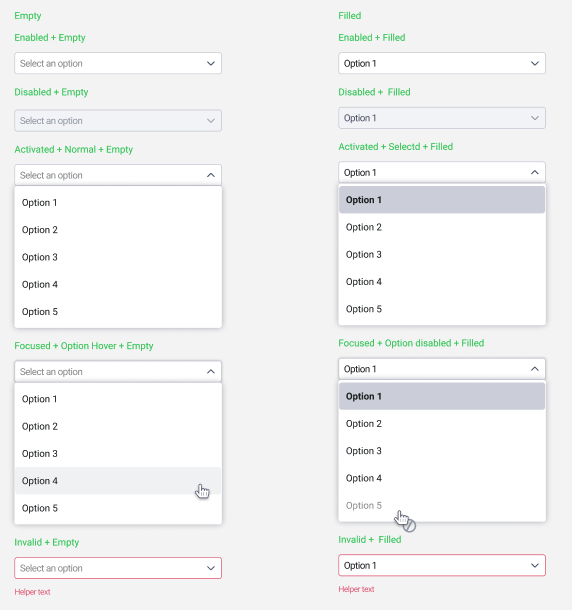 Empty
Enabled + Empty
Select an option
Disabled + Empty
Select an option
Activated + Normal + Empty
Select an option
Option 1
Option 2
Option 3
Option 4
Option 5
Focused + Option Hover + Empty
Select an option
Option 1
Option 2
Option 3
Option 4
Option 5
Invalid + Empty
Select an option
Helper text
Filled
Enabled + Filled
Option 1
Disabled + Filled
Option 1
Activated + Selectd + Filled
Option 1
Option 1
Option 2
Option 3
Option 4
Option 5
Focused + Option disabled + Filled
Option 1
Option 1
Option 2
Option 3
Option 4
Option 5
Invalid + Filled
Option 1
Helper text